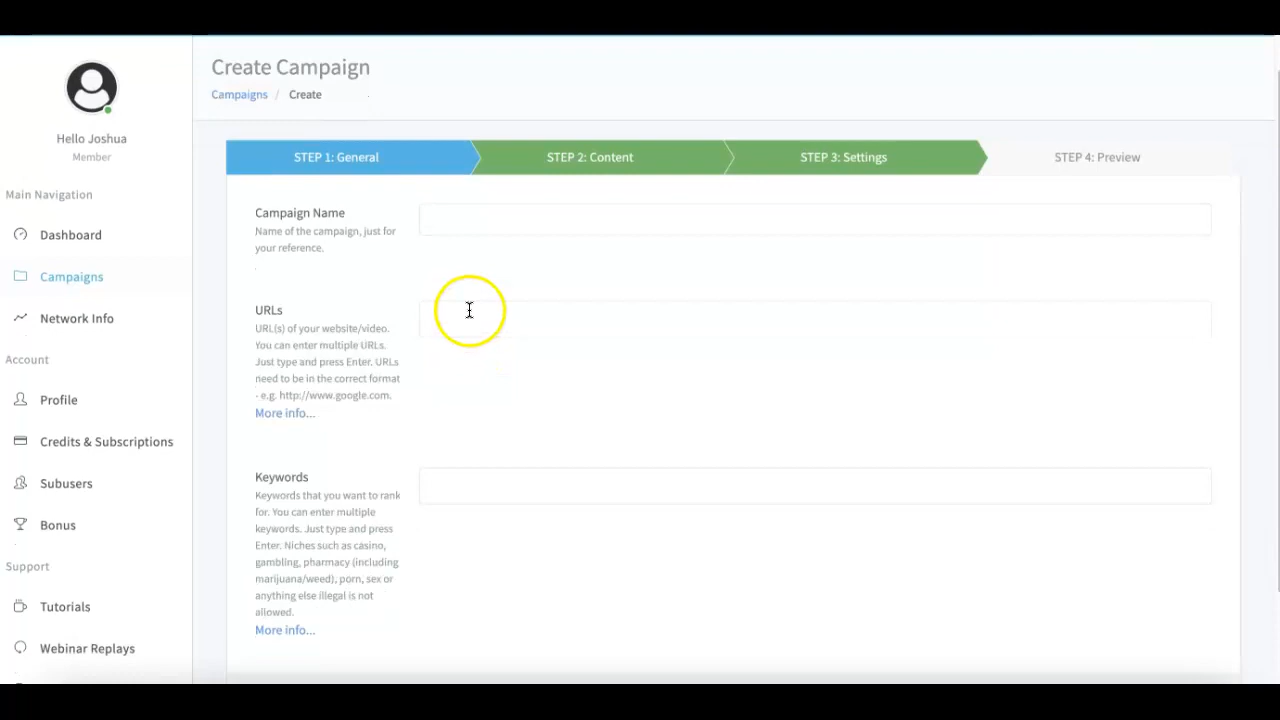 Create Campaign
Campaigns / Create
Hello Joshua
Member
Main Navigation
Dashboard
Campaigns
Network Info
Account
Profile
Credits & Subscriptions
Subusers
Bonus
Support
Tutorials
Webinar Replays
STEP 1: General
STEP 2: Content
STEP 3: Settings
STEP 4: Preview
Campaign Name
Name of the campaign, just for
your reference.
URLs
URL(s) of your website/video.
You can enter multiple URLs.
Just type and press Enter. URLs
need to be in the correct format
- e.g. http://www.google.com.
More info...
Keywords
Keywords that you want to rank
for. You can enter multiple
keywords. Just type and press
Enter. Niches such as casino,
gambling, pharmacy (including
marijuana/weed), porn, sex or
anything else illegal is not
allowed.
More info...